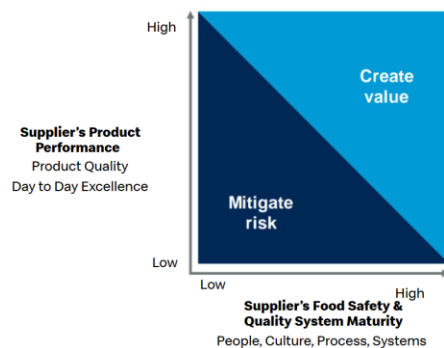 High
Create
value
Supplier's Product
Performance
Product Quality
Day to Day Excellence
Mitigate
risk
Low
Low
High
Supplier's Food Safety &
Quality System Maturity
People, Culture, Process, Systems